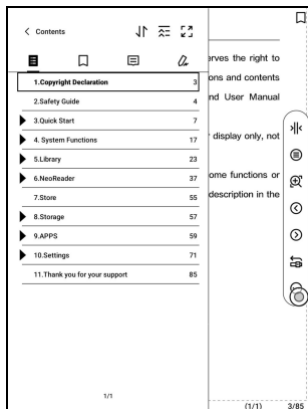 Contents
1.Copyright Declaration 3
2.Safety Guide 4
3.Quick Start 7
4. System Functions 17
5.Library 23
6.NeoReader 37
7.Store 55
8.Storage 57
9.APPS 59
10.Settings 71
11.Thank you for your support 85
1/1
erves the right to
ons and contents
nd User Manual
display only, not
ome functions or
description in the
(1/1) 3/85